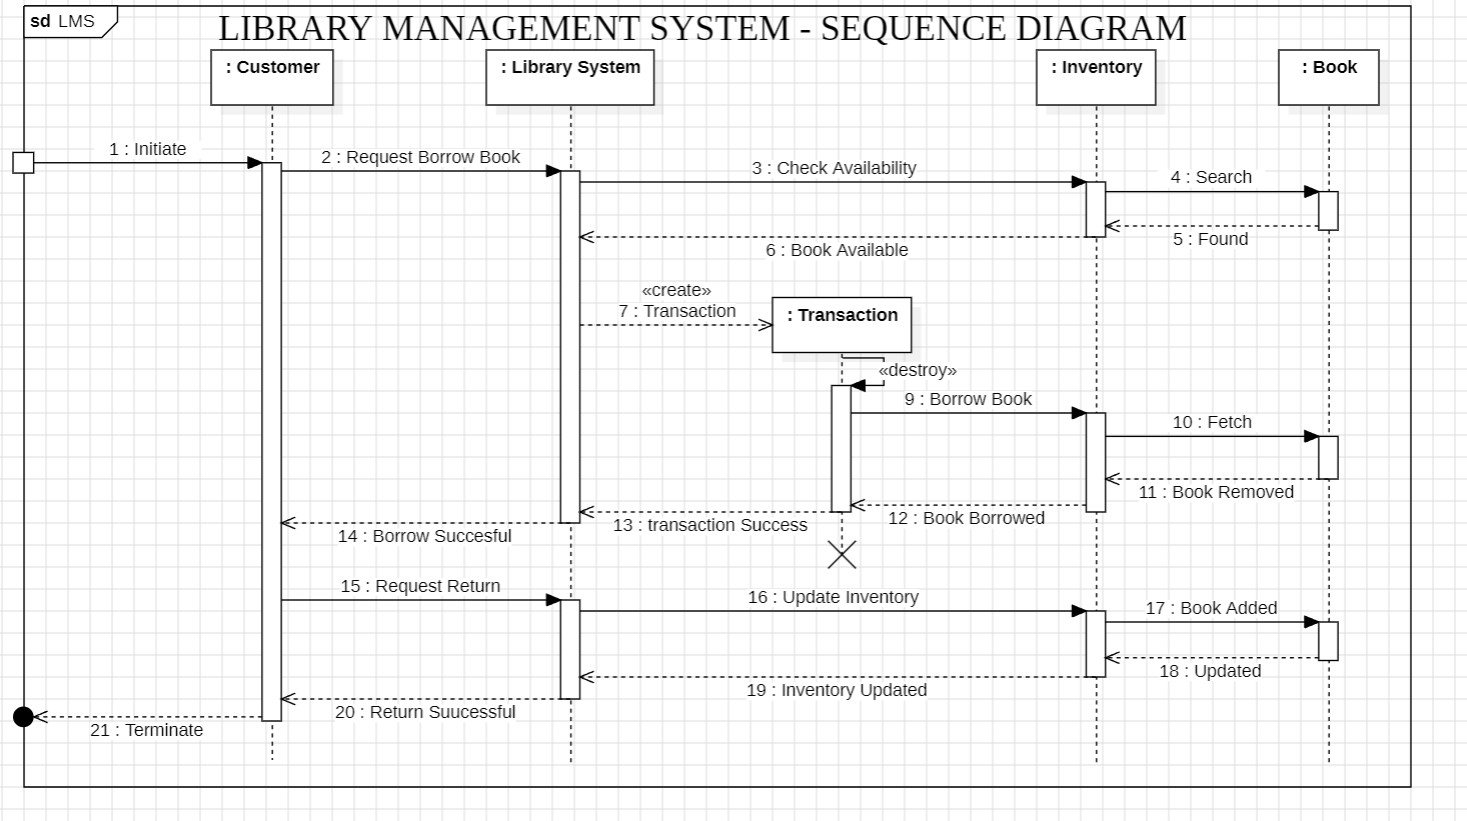 sd LMS
LIBRARY MANAGEMENT SYSTEM - SEQUENCE DIAGRAM
: Customer
: Library System
: Inventory
: Book
1 : Initiate
2 : Request Borrow Book
3 : Check Availability
4 : Search
5 : Found
6 : Book Available
«create»
7 : Transaction
: Transaction
«destroy»
9 : Borrow Book
10 : Fetch
11 : Book Removed
12 : Book Borrowed
13 : transaction Success
14 : Borrow Succesful
15 : Request Return
16 : Update Inventory
17 : Book Added
18 : Updated
19 : Inventory Updated
20 : Return Suucessful
21 : Terminate